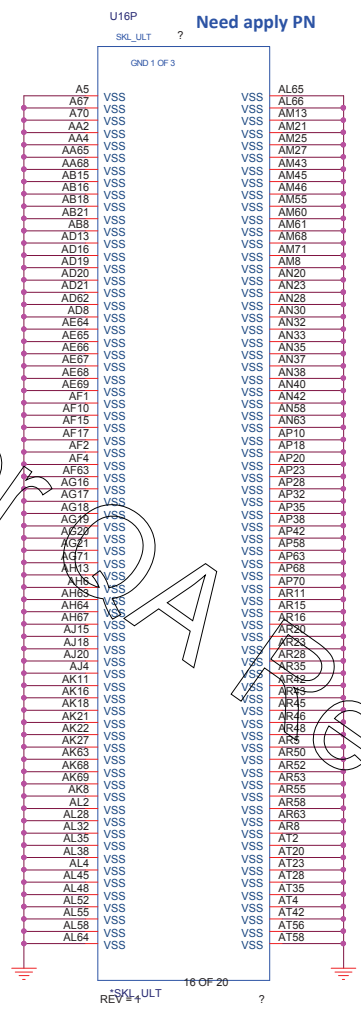 U16P
Need apply PN
SKL_ULT ?
GND 1 OF 3
A5 VSS VSS AL65
A67 VSS VSS AL66
A70 VSS VSS AM13
AA2 VSS VSS AM21
AA4 VSS VSS AM25
AA65 VSS VSS AM27
AA68 VSS VSS AM43
AB15 VSS VSS AM45
AB16 VSS VSS AM46
AB18 VSS VSS AM55
AB21 VSS VSS AM60
AB8 VSS VSS AM61
AD13 VSS VSS AM68
AD16 VSS VSS AM71
AD19 VSS VSS AM8
AD20 VSS VSS AN20
AD21 VSS VSS AN23
AD62 VSS VSS AN28
AD8 VSS VSS AN30
AE64 VSS VSS AN32
AE65 VSS VSS AN33
AE66 VSS VSS AN35
AE67 VSS VSS AN37
AE68 VSS VSS AN38
AE69 VSS VSS AN40
AF1 VSS VSS AN42
AF10 VSS VSS AN58
AF15 VSS VSS AN63
AF17 VSS VSS AP10
AF2 VSS VSS AP18
AF4 VSS VSS AP20
AF63 VSS VSS AP23
AG16 VSS VSS AP28
AG17 VSS VSS AP32
AG18 VSS VSS AP35
AG19 VSS VSS AP38
AG20 VSS VSS AP42
AG21 VSS VSS AP58
AG71 VSS VSS AP63
AH13 VSS VSS AP68
AH6 VSS VSS AP70
AH63 VSS VSS AR11
AH64 VSS VSS AR15
AH67 VSS VSS AR16
AJ15 VSS VSS AR20
AJ18 VSS VSS AR23
AJ20 VSS VSS AR28
AJ4 VSS VSS AR35
AK11 VSS VSS AR42
AK16 VSS VSS AR43
AK18 VSS VSS AR45
AK21 VSS VSS AR46
AK22 VSS VSS AR48
AK27 VSS VSS AR5
AK63 VSS VSS AR50
AK68 VSS VSS AR52
AK69 VSS VSS AR53
AK8 VSS VSS AR55
AL2 VSS VSS AR58
AL28 VSS VSS AR63
AL32 VSS VSS AR8
AL35 VSS VSS AT2
AL38 VSS VSS AT20
AL4 VSS VSS AT23
AL45 VSS VSS AT28
AL48 VSS VSS AT35
AL52 VSS VSS AT4
AL55 VSS VSS AT42
AL58 VSS VSS AT56
AL64 VSS VSS AT58
16 OF 20
*SKL_ULT
REV = 1 ?